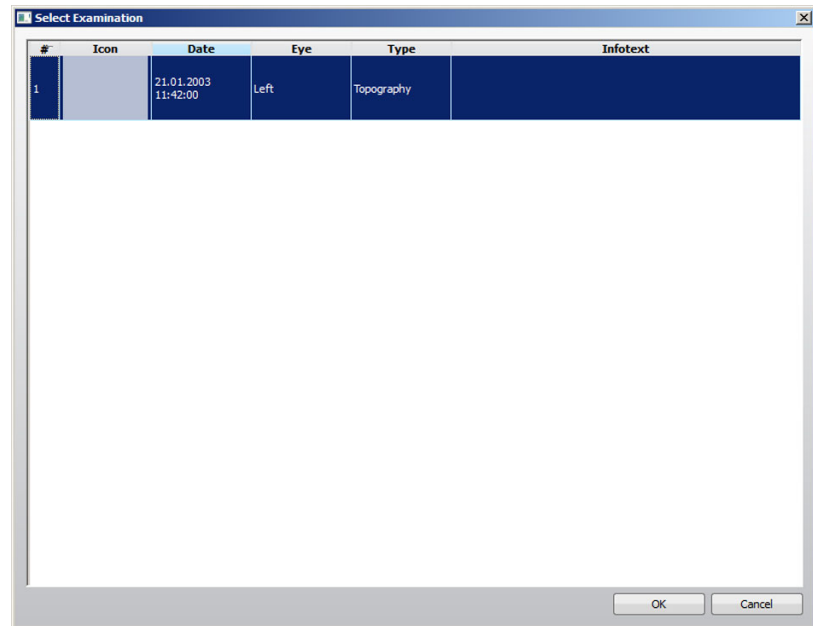 Select Examination
# Icon Date Eye Type Infotext
1 21.01.2003 Left Topography
11:42:00
OK Cancel